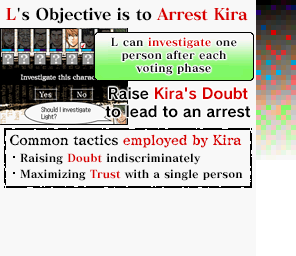 L's Objective is to Arrest Kira
L can investigate one
person after each
voting phase
Investigate this charac
Yes
No
Should I investigate
Light?
Raise Kira's Doubt
to lead to an arrest
Common tactics employed by Kira
・Raising Doubt indiscriminately
・Maximizing Trust with a single person